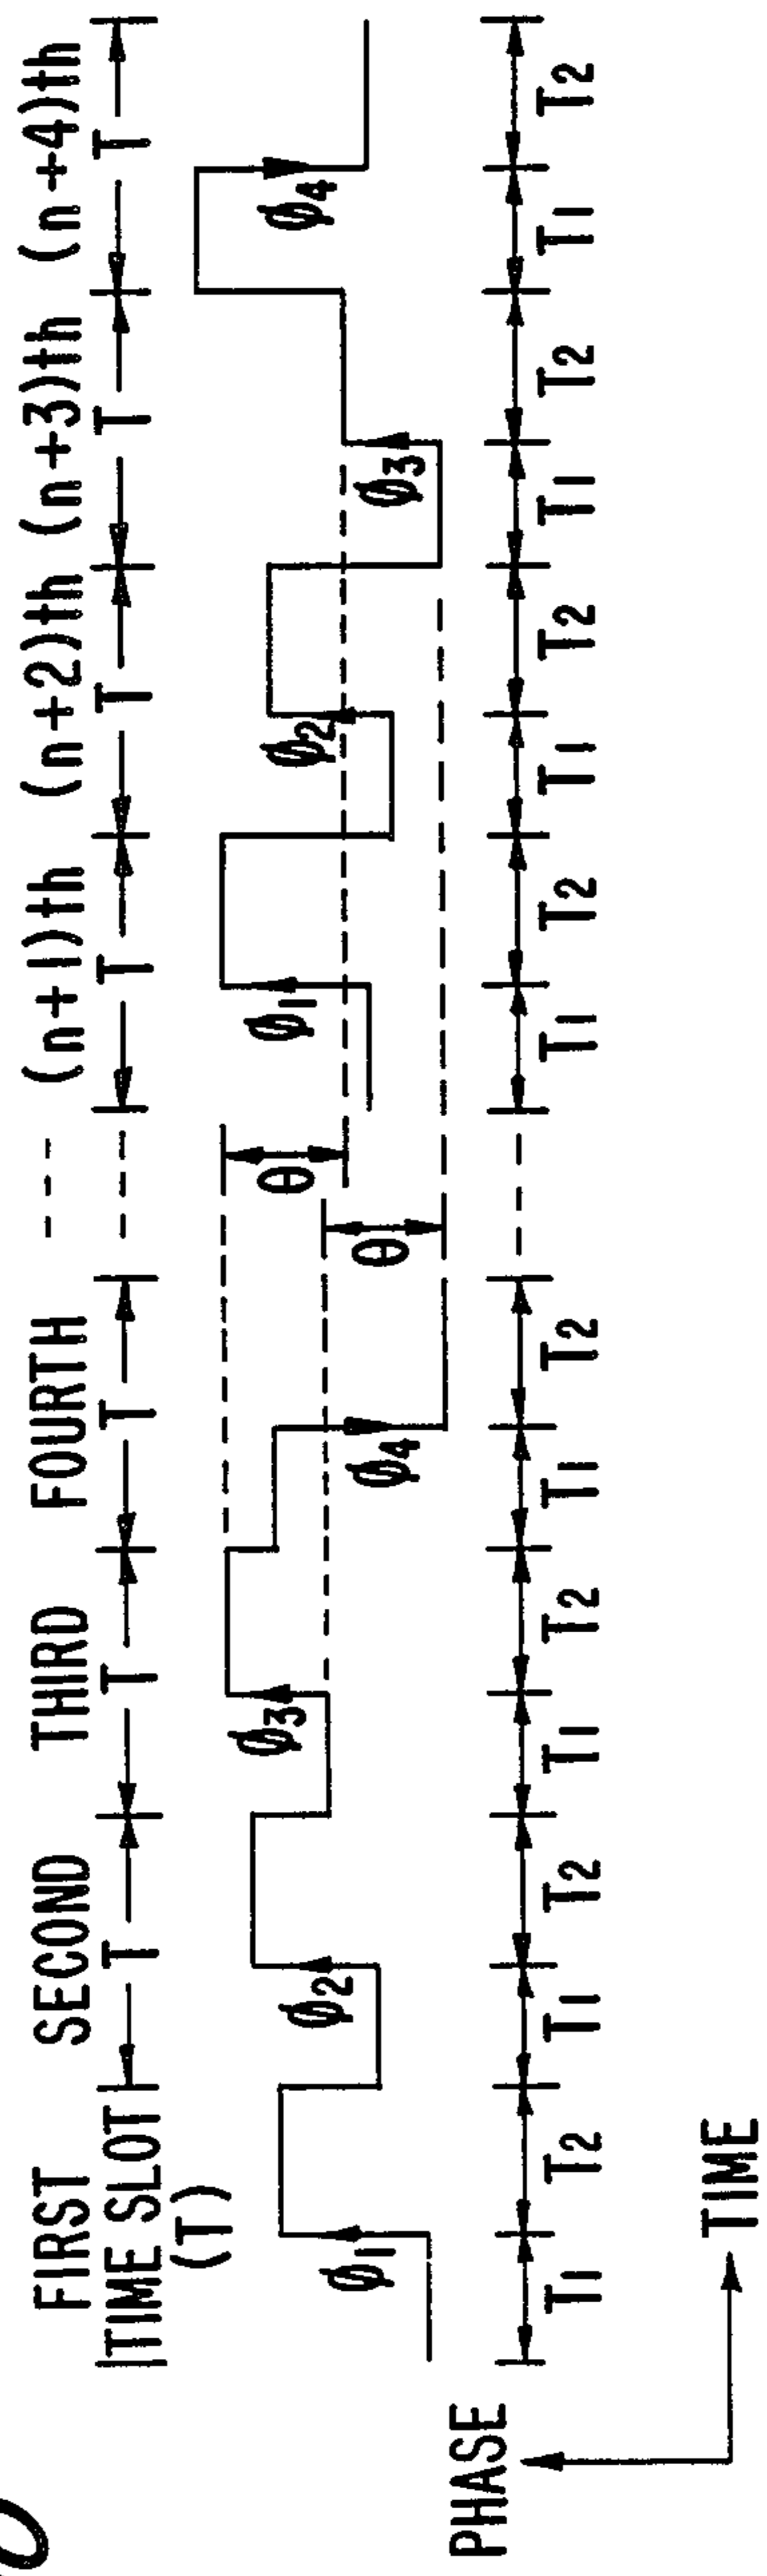 FIRST SECOND THIRD FOURTH --- (n+1)th (n+2)th (n+3)th (n+4)th
TIME SLOT T T T T T T T
(T)
ϕ1 ϕ2 ϕ3 ϕ4 θ θ ϕ1 ϕ2 ϕ3 ϕ4
T1 T2 T1 T2 T1 T2 T1 T2 T1 T2 T1 T2 T1 T2 T1 T2
PHASE
TIME